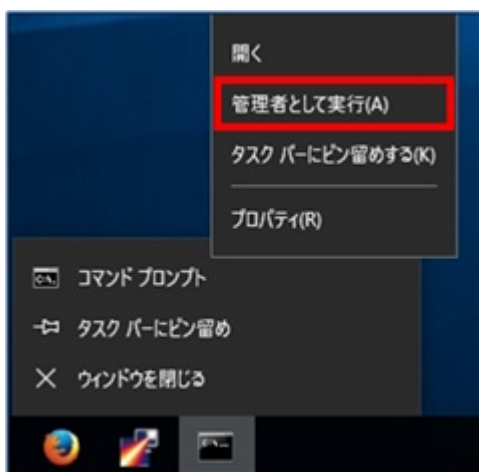 開く
管理者として実行(A)
タスク バーにピン留めする(K)
プロパティ(R)
コマンド プロンプト
タスク バーにピン留め
ウィンドウを閉じる